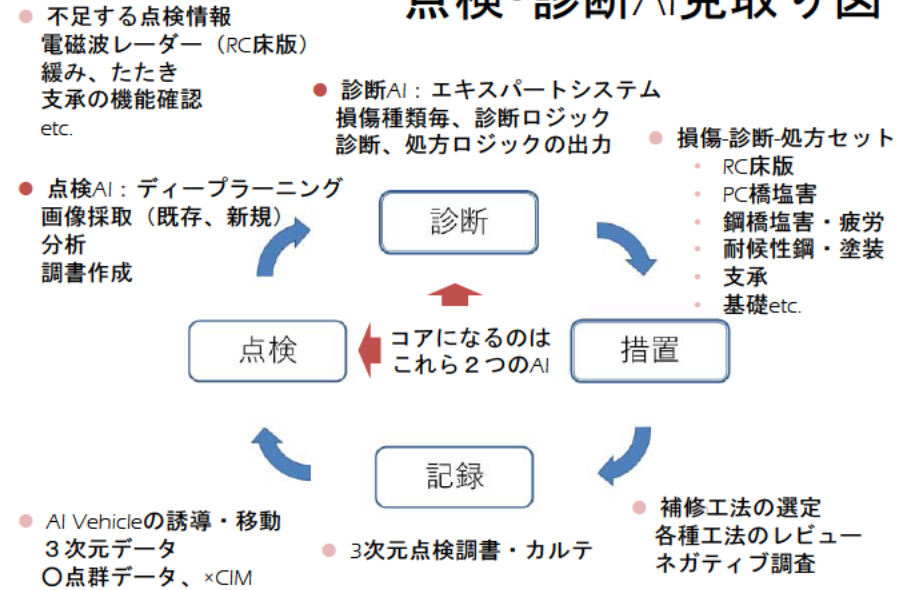 点検・診断AI見取り図
● 不足する点検情報
電磁波レーダー（RC床版）
緩み、たたき
支承の機能確認
etc.
● 診断AI：エキスパートシステム
損傷種類毎、診断ロジック
診断、処方ロジックの出力
● 損傷-診断-処方セット
• RC床版
• PC橋塩害
• 鋼橋塩害・疲労
• 耐候性鋼・塗装
• 支承
• 基礎etc.
● 点検AI：ディープラーニング
画像採取（既存、新規）
分析
調書作成
診断
点検
コアになるのは
これら２つのAI
措置
記録
● AI Vehicleの誘導・移動
３次元データ
〇点群データ、×CIM
● 3次元点検調書・カルテ
● 補修工法の選定
各種工法のレビュー
ネガティブ調査